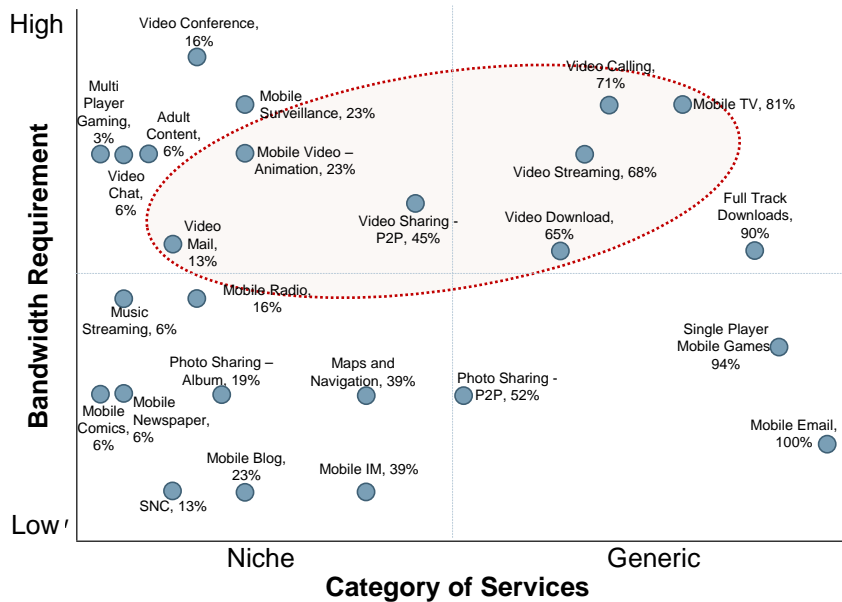 High
Video Conference,
16%
Video Calling,
71%
Multi
Player
Gaming,
3%
Adult
Content,
6%
Mobile
Surveillance, 23%
Mobile TV, 81%
Video
Chat,
6%
Mobile Video –
Animation, 23%
Video Streaming, 68%
Video
Mail,
13%
Video Sharing -
P2P, 45%
Video Download,
65%
Full Track
Downloads,
90%
Bandwidth Requirement
Music
Streaming, 6%
Mobile Radio,
16%
Single Player
Mobile Games
94%
Photo Sharing –
Album, 19%
Maps and
Navigation, 39%
Photo Sharing -
P2P, 52%
Mobile
Comics,
6%
Mobile
Newspaper,
6%
Mobile Email,
100%
Mobile Blog,
23%
Mobile IM, 39%
SNC, 13%
Low
Niche
Generic
Category of Services